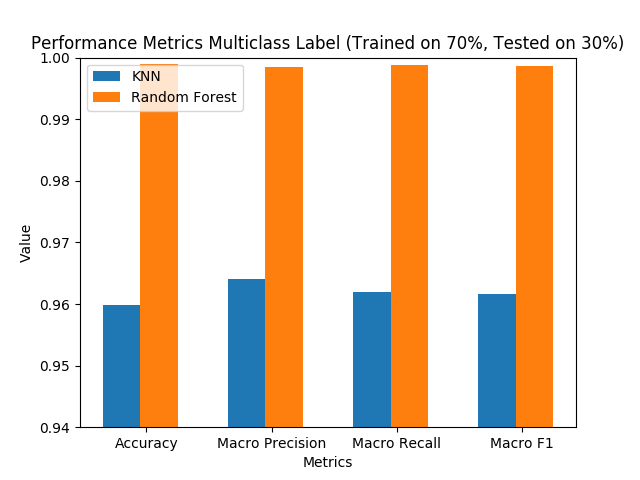 Performance Metrics Multiclass Label (Trained on 70%, Tested on 30%)
KNN
Random Forest
1.00
0.99
0.98
0.97
0.96
0.95
0.94
Value
Accuracy
Macro Precision
Macro Recall
Macro F1
Metrics